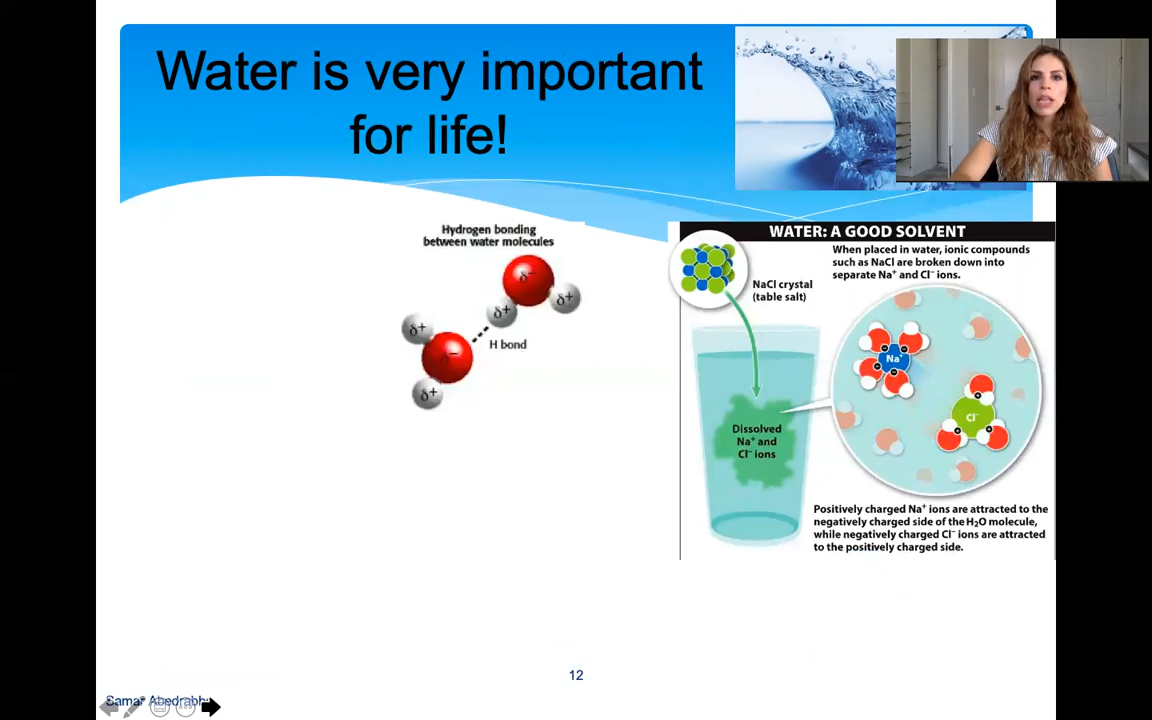 Water is very important
for life!
Hydrogen bonding
between water molecules
δ⁻
δ+
δ+
δ+
H bond
δ⁻
δ+
WATER: A GOOD SOLVENT
When placed in water, ionic compounds
such as NaCl are broken down into
separate Na⁺ and Cl⁻ ions.
NaCl crystal
(table salt)
Na⁺
Cl⁻
Dissolved
Na⁺ and
Cl⁻ ions
Positively charged Na⁺ ions are attracted to the
negatively charged side of the H₂O molecule,
while negatively charged Cl⁻ ions are attracted
to the positively charged side.
12
Samar